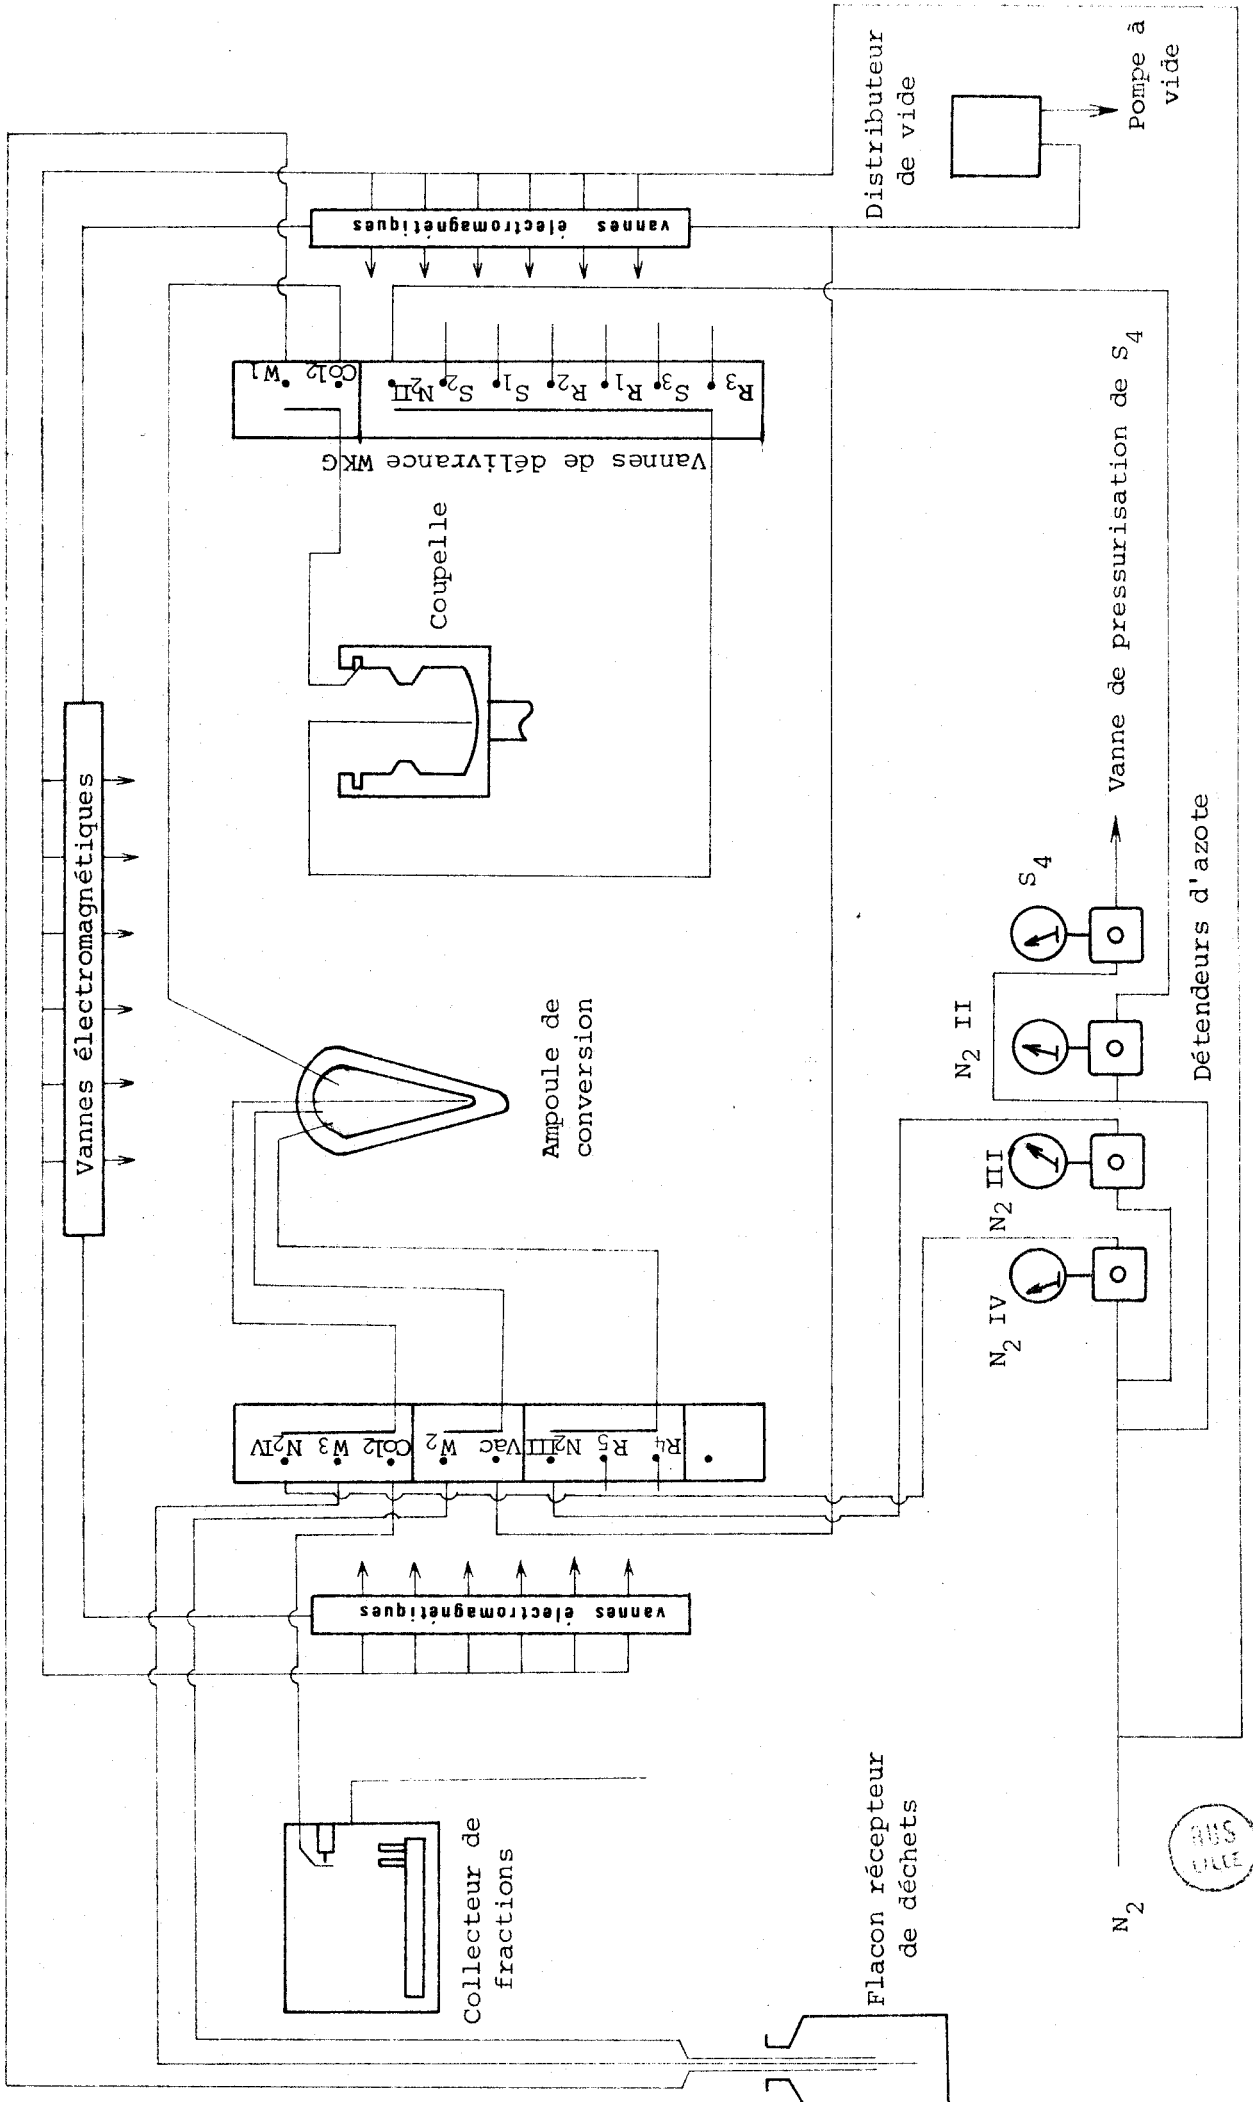 Vannes électromagnétiques
Pompe à
vide
Distributeur
de vide
vannes électromagnétiques
W1
Col2
N2II
S2
S1
R2
R1
S3
R3
Vannes de délivrance WKG
Coupelle
Ampoule de
conversion
Vanne de pressurisation de S4
S4
N2 II
N2 III
N2 IV
Détendeurs d'azote
N2IV
W3
Col2
W2
Vac
N2III
R5
R4
vannes électromagnétiques
Collecteur de
fractions
Flacon récepteur
de déchets
N2
BUS
LILLE